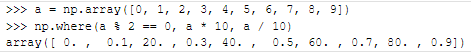 >>> a = np.array([0, 1, 2, 3, 4, 5, 6, 7, 8, 9])
>>> np.where(a % 2 == 0, a * 10, a / 10)
array([ 0. ,  0.1, 20. , 0.3, 40. ,  0.5, 60. , 0.7, 80. , 0.9])